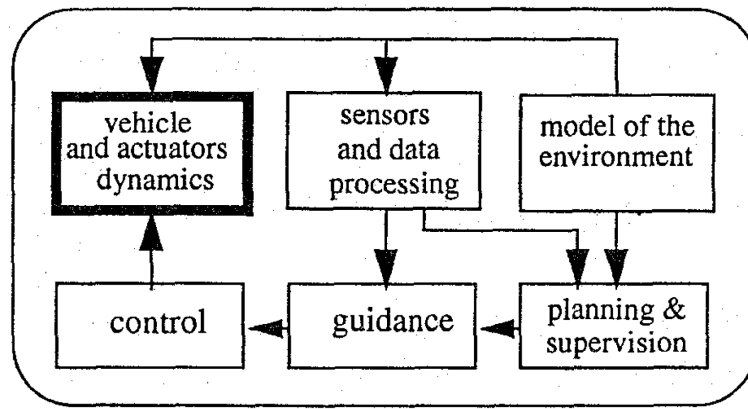 vehicle
and actuators
dynamics
sensors
and data
processing
model of the
environment
control
guidance
planning &
supervision